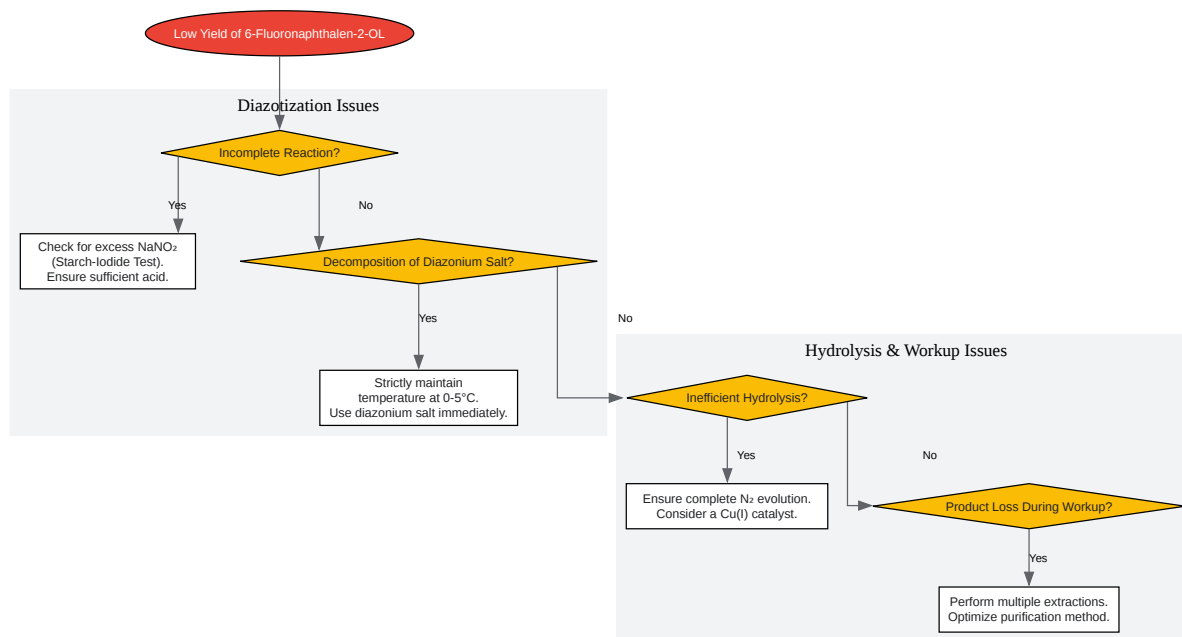 Low Yield of 6-Fluoronaphthalen-2-OL
Diazotization Issues
Incomplete Reaction?
Yes
No
Check for excess NaNO₂
(Starch-Iodide Test).
Ensure sufficient acid.
Decomposition of Diazonium Salt?
Yes
No
Strictly maintain
temperature at 0-5°C.
Use diazonium salt immediately.
Hydrolysis & Workup Issues
Inefficient Hydrolysis?
Yes
No
Ensure complete N₂ evolution.
Consider a Cu(I) catalyst.
Product Loss During Workup?
Yes
Perform multiple extractions.
Optimize purification method.